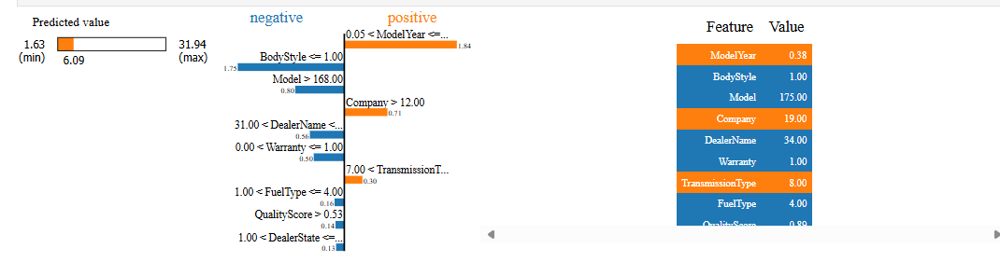 Predicted value
1.63
(min)
6.09
31.94
(max)
negative
positive
0.05 < ModelYear <=...
1.84
BodyStyle <= 1.00
1.75
Model > 168.00
0.80
Company > 12.00
0.71
31.00 < DealerName <...
0.56
0.00 < Warranty <= 1.00
0.50
7.00 < TransmissionT...
0.30
1.00 < FuelType <= 4.00
0.16
QualityScore > 0.53
0.14
1.00 < DealerState <=...
0.13
Feature Value
ModelYear 0.38
BodyStyle 1.00
Model 175.00
Company 19.00
DealerName 34.00
Warranty 1.00
TransmissionType 8.00
FuelType 4.00
QualityScore 0.89